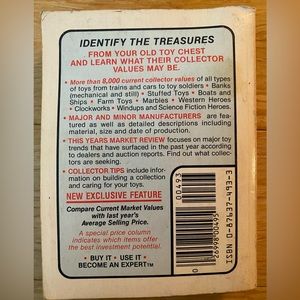 IDENTIFY THE TREASURES
FROM YOUR OLD TOY CHEST
AND LEARN WHAT THEIR COLLECTOR
VALUES MAY BE.
• More than 8,000 current collector values of all types
of toys from trains and cars to toy soldiers • Banks
(mechanical and still) • Stuffed Toys • Boats and
Ships • Farm Toys • Marbles • Western Heroes
• Clockworks • Windups and Science Fiction Heroes.
• MAJOR AND MINOR MANUFACTURERS are fea-
tured as well as detailed descriptions including
material, size and date of production.
• THIS YEARS MARKET REVIEW focuses on major toy
trends that have surfaced in the past year according
to dealers and auction reports. Find out what collec-
tors are seeking.
• COLLECTOR TIPS include infor-
mation on building a collection
and caring for your toys.
NEW EXCLUSIVE FEATURE
Compare Current Market Values
with last year's
Average Selling Price.
A special price column
indicates which items offer
the best investment potential.
• BUY IT • USE IT •
BECOME AN EXPERT™
00493
ISBN 0-87637-